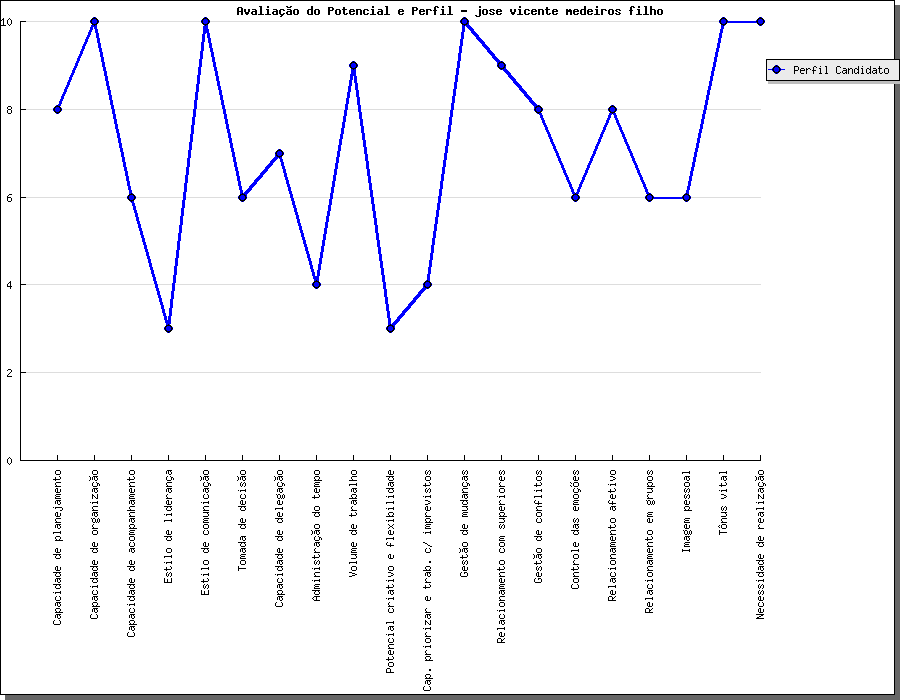 Avaliação do Potencial e Perfil - jose vicente medeiros filho
Perfil Candidato
10
8
6
4
2
0
Capacidade de planejamento
Capacidade de organização
Capacidade de acompanhamento
Estilo de liderança
Estilo de comunicação
Tomada de decisão
Capacidade de delegação
Administração do tempo
Volume de trabalho
Potencial criativo e flexibilidade
Cap. priorizar e trab. c/ imprevistos
Gestão de mudanças
Relacionamento com superiores
Gestão de conflitos
Controle das emoções
Relacionamento afetivo
Relacionamento em grupos
Imagem pessoal
Tônus vital
Necessidade de realização